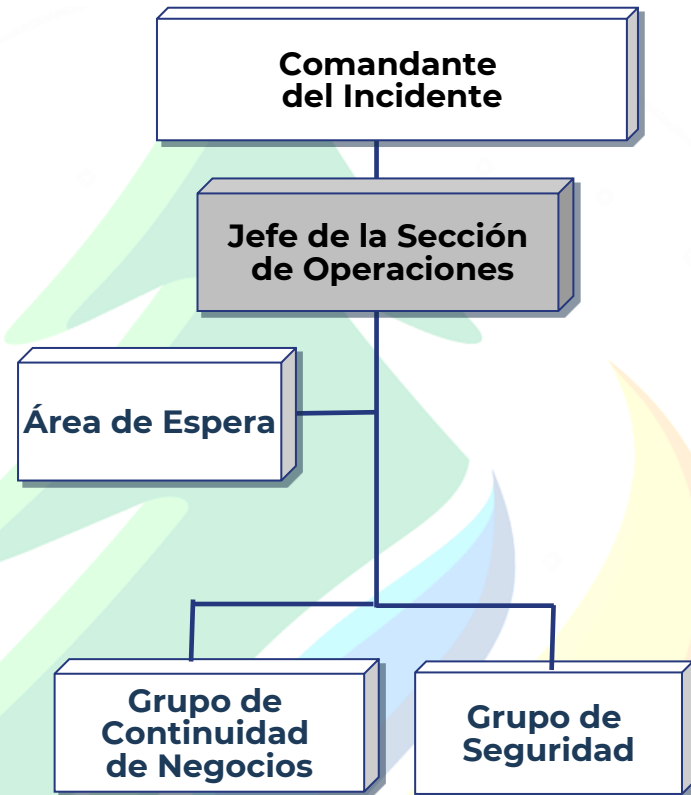 Comandante
del Incidente
Jefe de la Sección
de Operaciones
Área de Espera
Grupo de
Continuidad
de Negocios
Grupo de
Seguridad